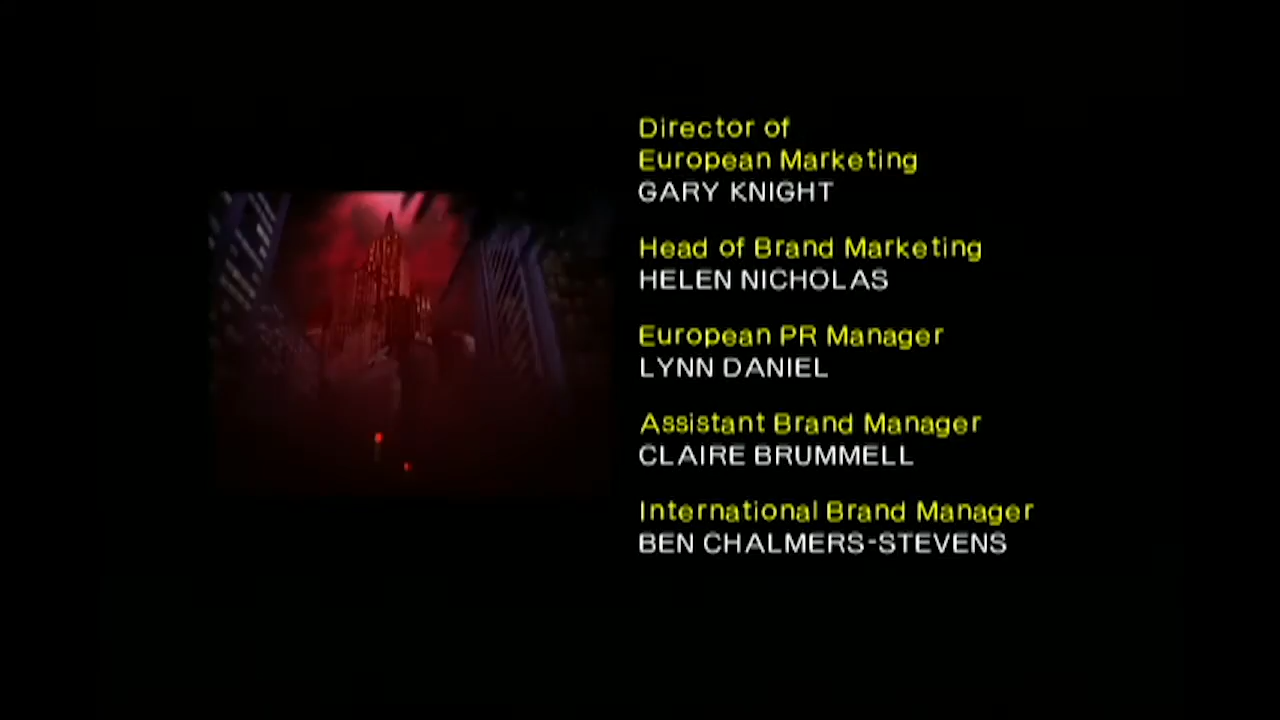 Director of
European Marketing
GARY KNIGHT
Head of Brand Marketing
HELEN NICHOLAS
European PR Manager
LYNN DANIEL
Assistant Brand Manager
CLAIRE BRUMMELL
International Brand Manager
BEN CHALMERS-STEVENS